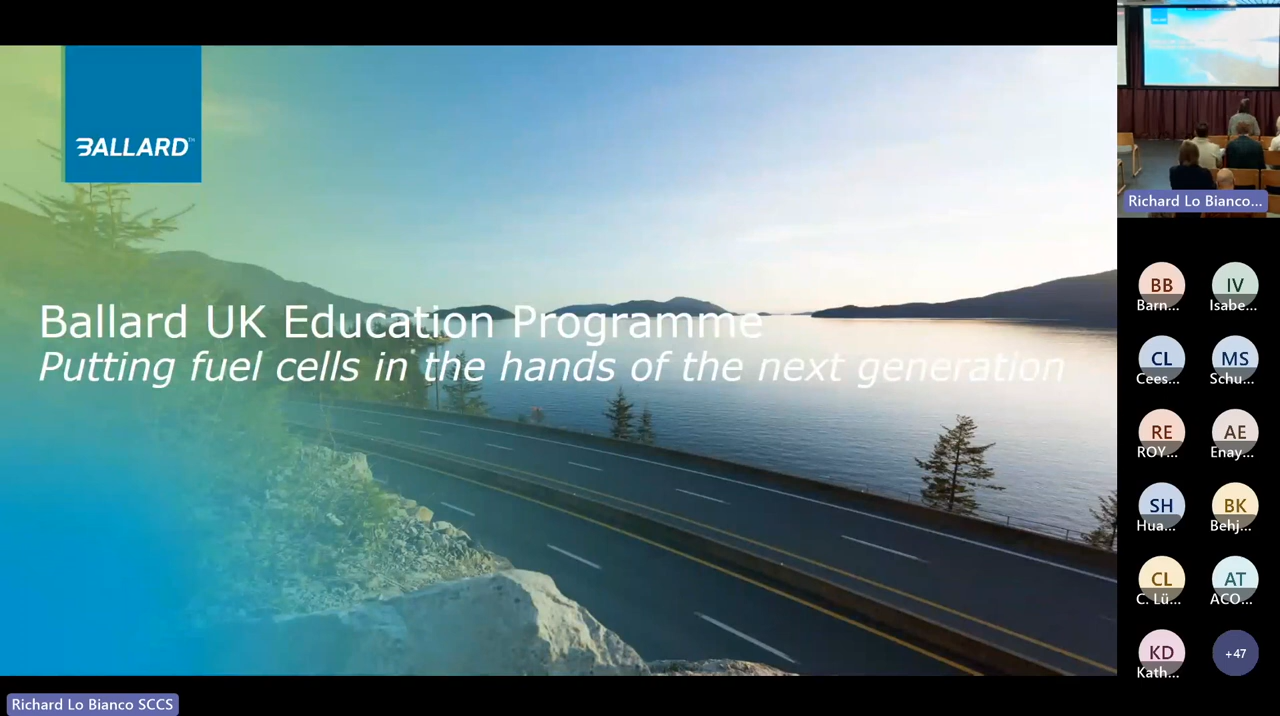 BALLARD™
Ballard UK Education Programme
Putting fuel cells in the hands of the next generation
Richard Lo Bianco SCCS
Richard Lo Bianco...
BB
Barn...
IV
Isabe...
CL
Cees...
MS
Schu...
RE
ROY...
AE
Enay...
SH
Hua...
BK
Behj...
CL
C. Lü...
AT
ACO...
KD
Kath...
+47